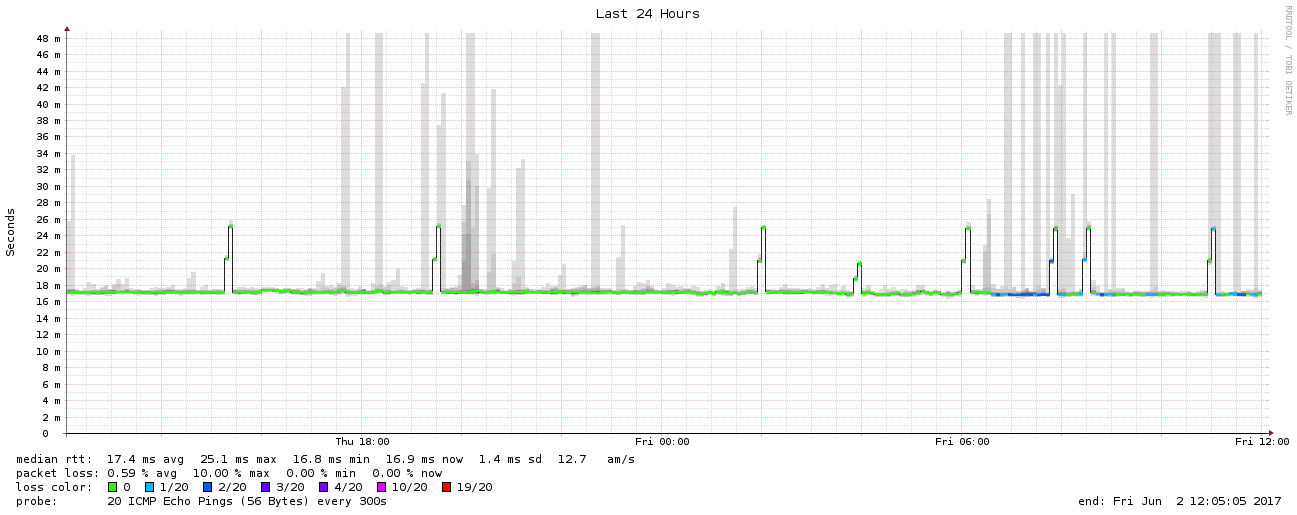 Last 24 Hours
RRDTOOL / TOBI OETIKER
Seconds
48 m
46 m
44 m
42 m
40 m
38 m
36 m
34 m
32 m
30 m
28 m
26 m
24 m
22 m
20 m
18 m
16 m
14 m
12 m
10 m
8 m
6 m
4 m
2 m
0
Thu 18:00 Fri 00:00 Fri 06:00 Fri 12:00
median rtt: 17.4 ms avg 25.1 ms max 16.8 ms min 16.9 ms now 1.4 ms sd 12.7 am/s
packet loss: 0.59 % avg 10.00 % max 0.00 % min 0.00 % now
loss color: 0 1/20 2/20 3/20 4/20 10/20 19/20
probe: 20 ICMP Echo Pings (56 Bytes) every 300s end: Fri Jun 2 12:05:05 2017